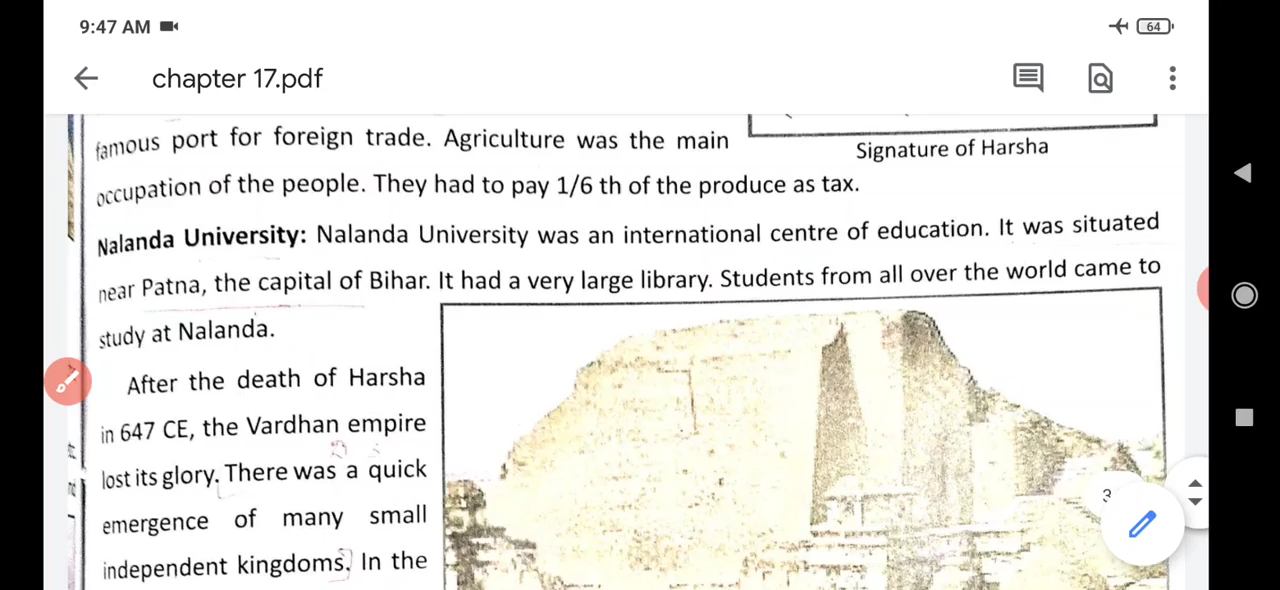 9:47 AM
64
chapter 17.pdf
famous port for foreign trade. Agriculture was the main
Signature of Harsha
occupation of the people. They had to pay 1/6 th of the produce as tax.
Nalanda University: Nalanda University was an international centre of education. It was situated
near Patna, the capital of Bihar. It had a very large library. Students from all over the world came to
study at Nalanda.
After the death of Harsha
in 647 CE, the Vardhan empire
lost its glory. There was a quick
emergence of many small
independent kingdoms. In the
3